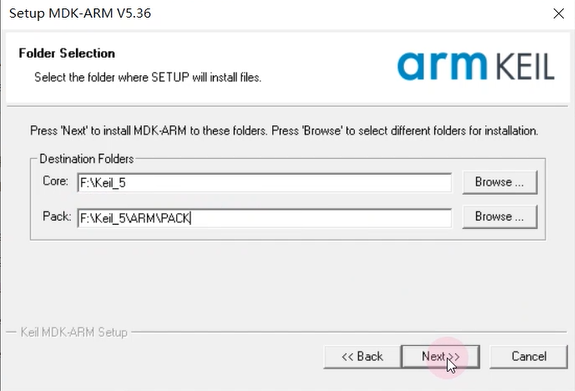 Setup MDK-ARM V5.36
Folder Selection
Select the folder where SETUP will install files.
arm KEIL
Press 'Next' to install MDK-ARM to these folders. Press 'Browse' to select different folders for installation.
Destination Folders
Core: F:\Keil_5 Browse ...
Pack: F:\Keil_5\ARM\PACK Browse ...
Keil MDK-ARM Setup
<< Back Next >> Cancel